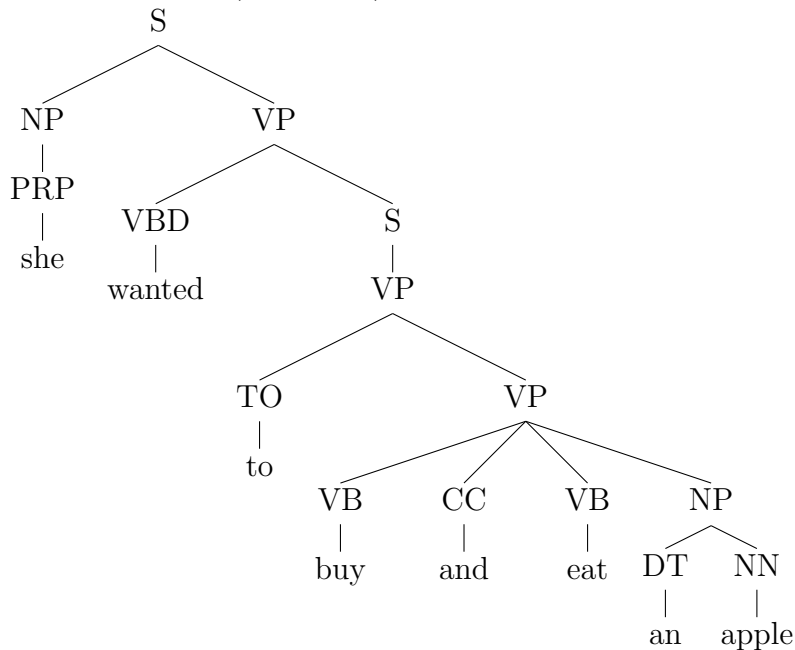 S
NP VP
PRP VBD S
she wanted VP
TO VP
to
VB CC VB NP
buy and eat DT NN
an apple